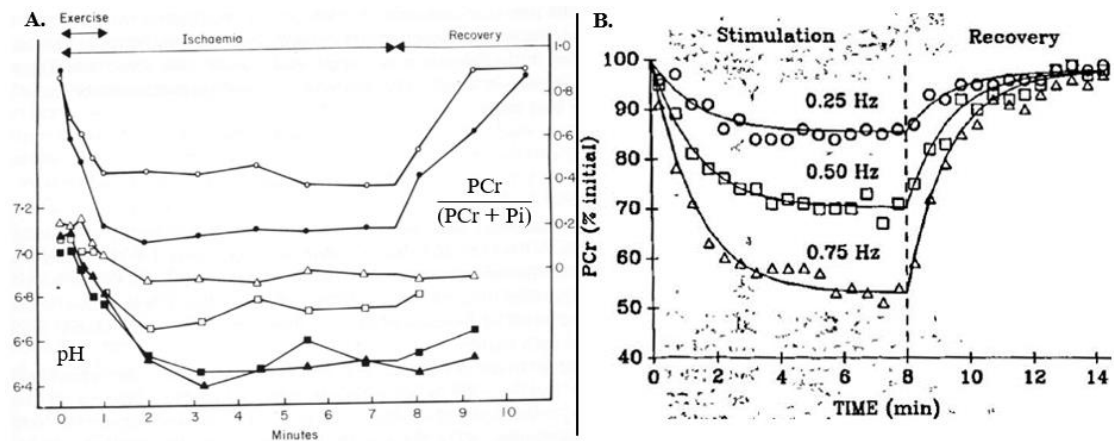 A.
Exercise
Ischaemia
Recovery
1·0
0·8
0·6
0·4
0·2
0
PCr
(PCr + Pi)
7·2
7·0
6·8
6·6
6·4
pH
0 1 2 3 4 5 6 7 8 9 10
Minutes
B.
Stimulation
Recovery
100
90
80
70
60
50
40
PCr (% initial)
0.25 Hz
0.50 Hz
0.75 Hz
0 2 4 6 8 10 12 14
TIME (min)